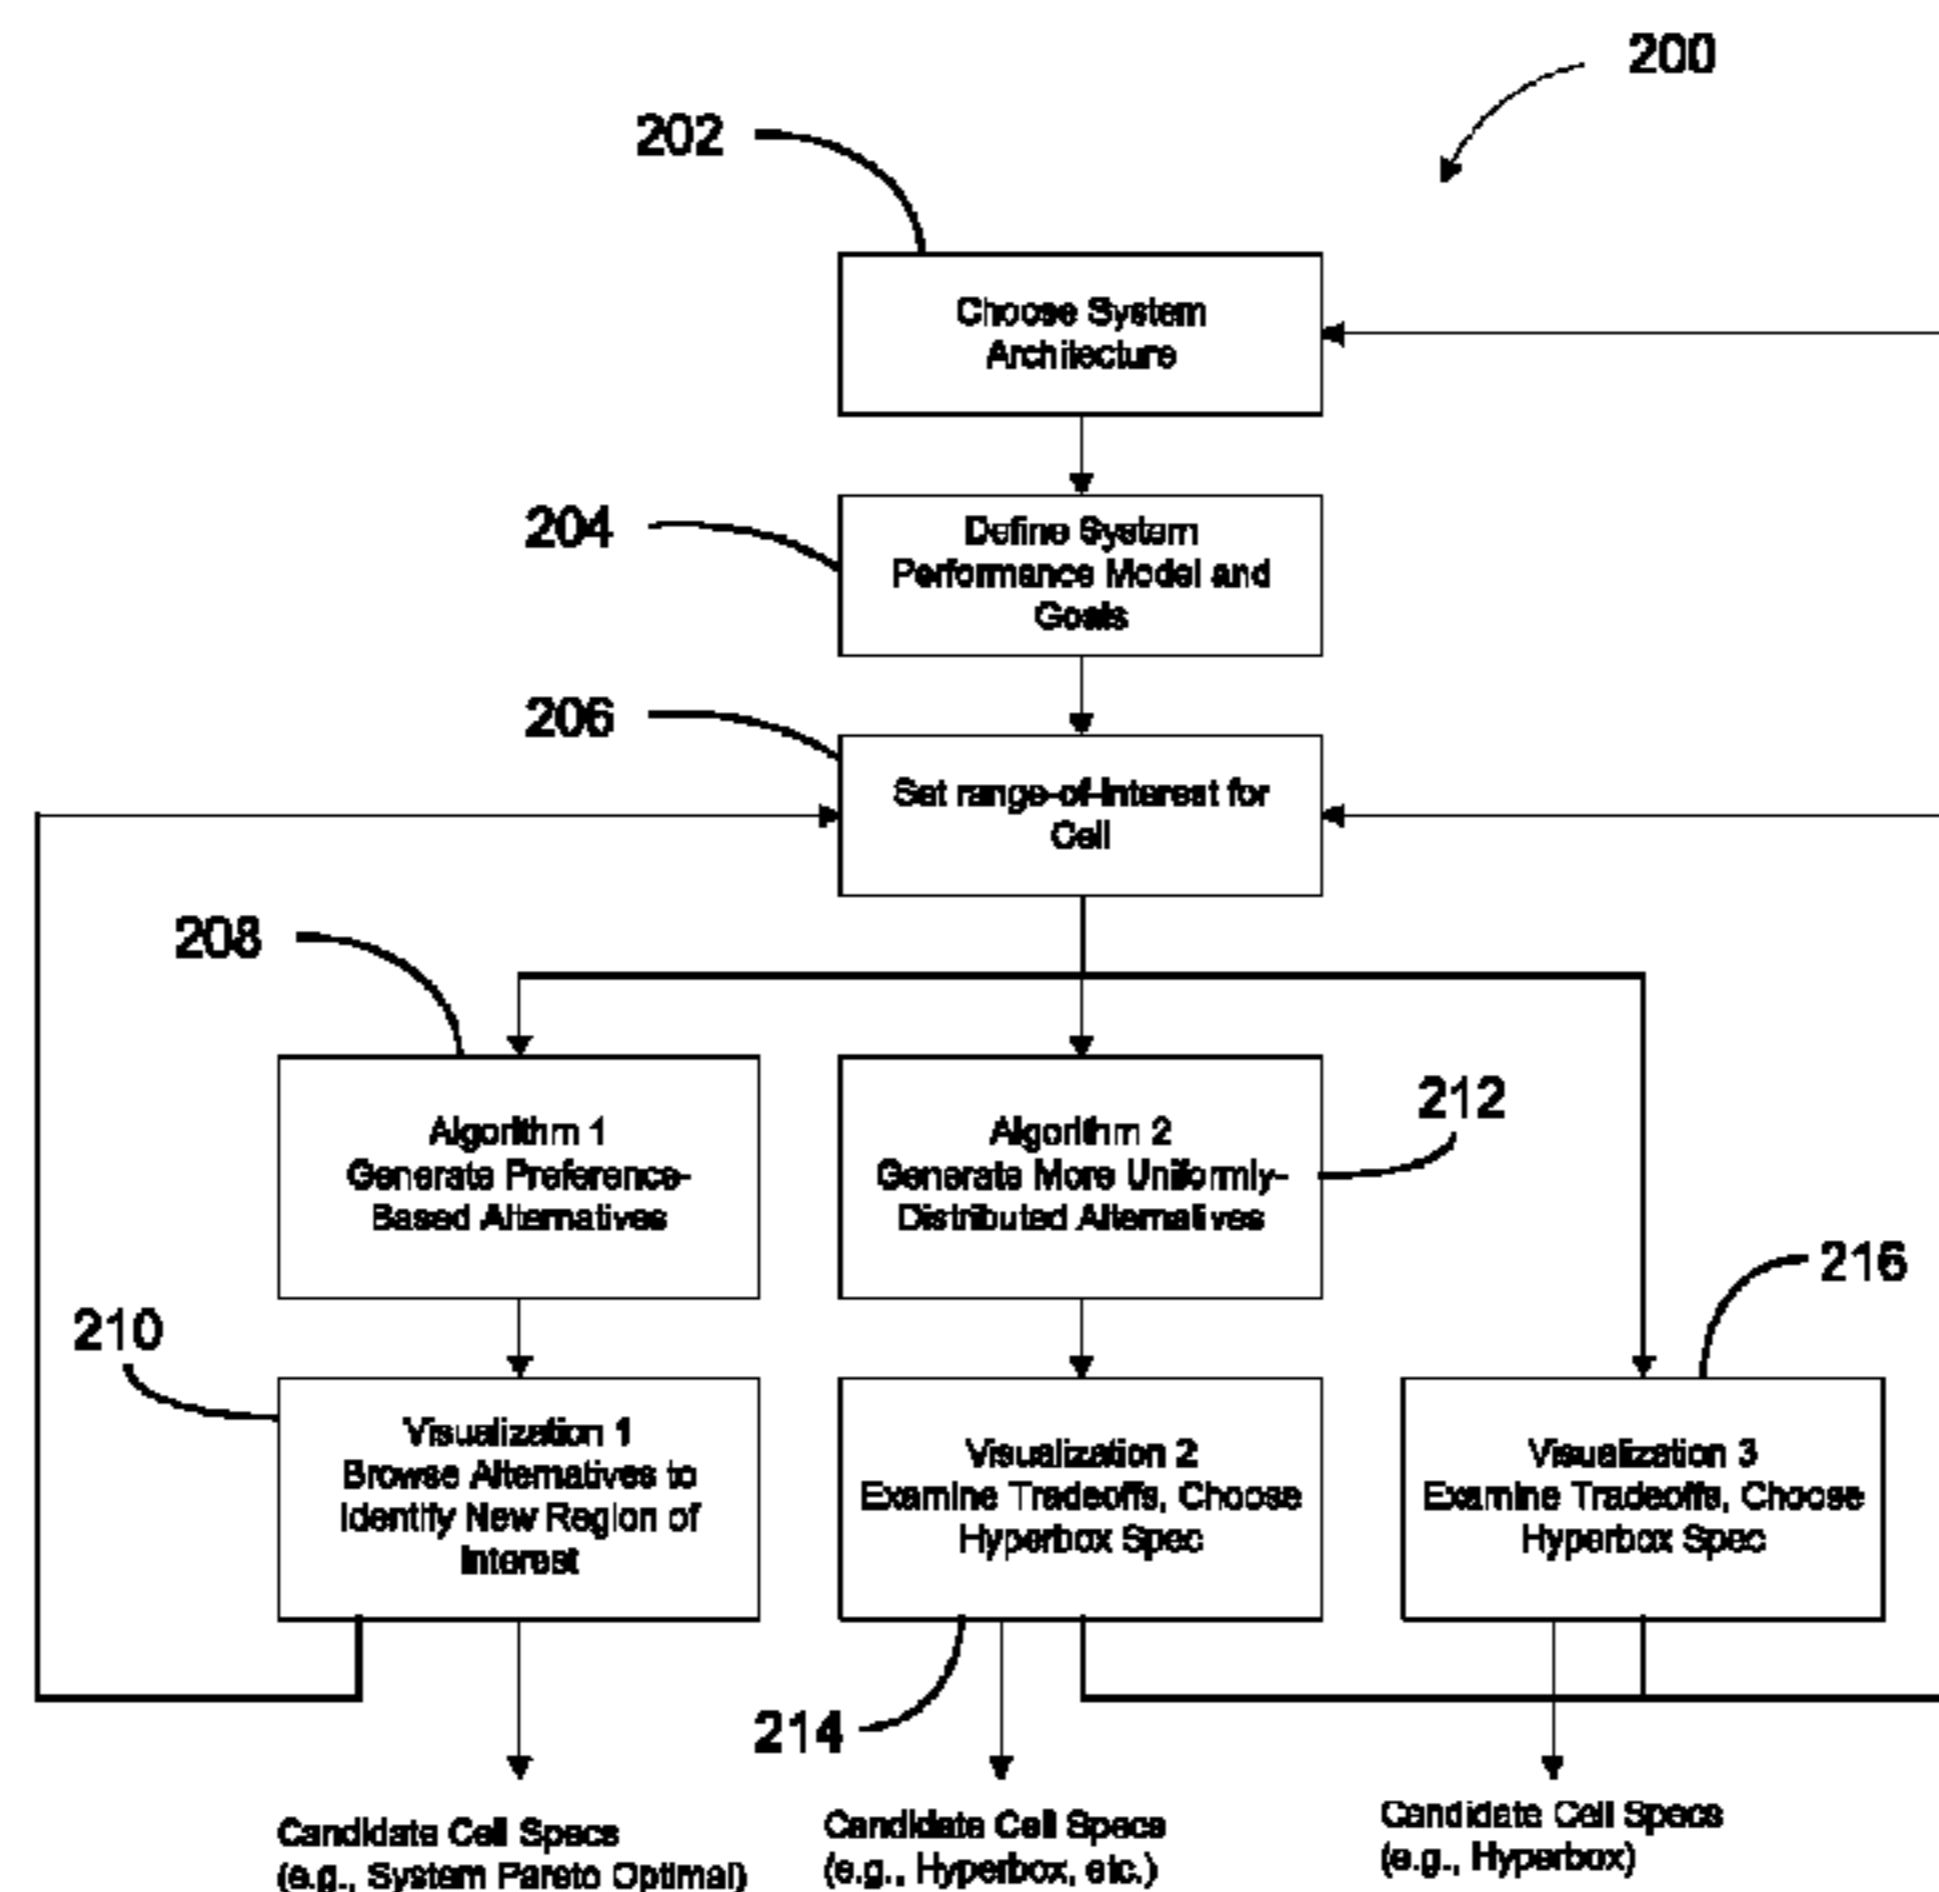 200
202
Choose System
Architecture
204
Define System
Performance Model and
Goals
206
Set range-of-interest for
Cell
208
Algorithm 1
Generate Preference-
Based Alternatives
Algorithm 2
Generate More Uniformly-
Distributed Alternatives
212
216
210
Visualization 1
Browse Alternatives to
Identify New Region of
Interest
Visualization 2
Examine Tradeoffs, Choose
Hyperbox Spec
Visualization 3
Examine Tradeoffs, Choose
Hyperbox Spec
214
Candidate Cell Specs
(e.g., System Pareto Optimal)
Candidate Cell Specs
(e.g., Hyperbox, etc.)
Candidate Cell Specs
(e.g., Hyperbox)